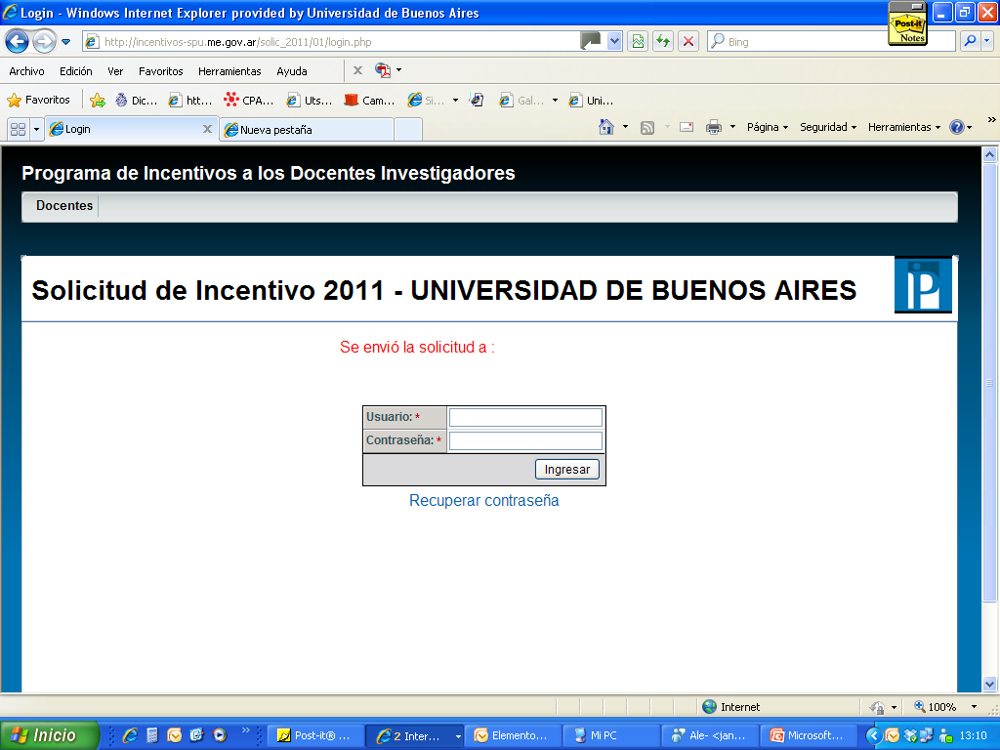 Login - Windows Internet Explorer provided by Universidad de Buenos Aires
Post-it
Notes
http://incentivos-spu.me.gov.ar/solic_2011/01/login.php
Bing
Archivo Edición Ver Favoritos Herramientas Ayuda
Favoritos Dic... htt... CPA... Uts... Cam... Si... Gal... Uni...
Login Nueva pestaña Página Seguridad Herramientas
Programa de Incentivos a los Docentes Investigadores
Docentes
Solicitud de Incentivo 2011 - UNIVERSIDAD DE BUENOS AIRES
Se envió la solicitud a :
Usuario: *
Contraseña: *
Ingresar
Recuperar contraseña
Internet 100%
Inicio Post-it® ... 2 Inter... Elemento... Mi PC Ale- <jan... Microsoft... 13:10